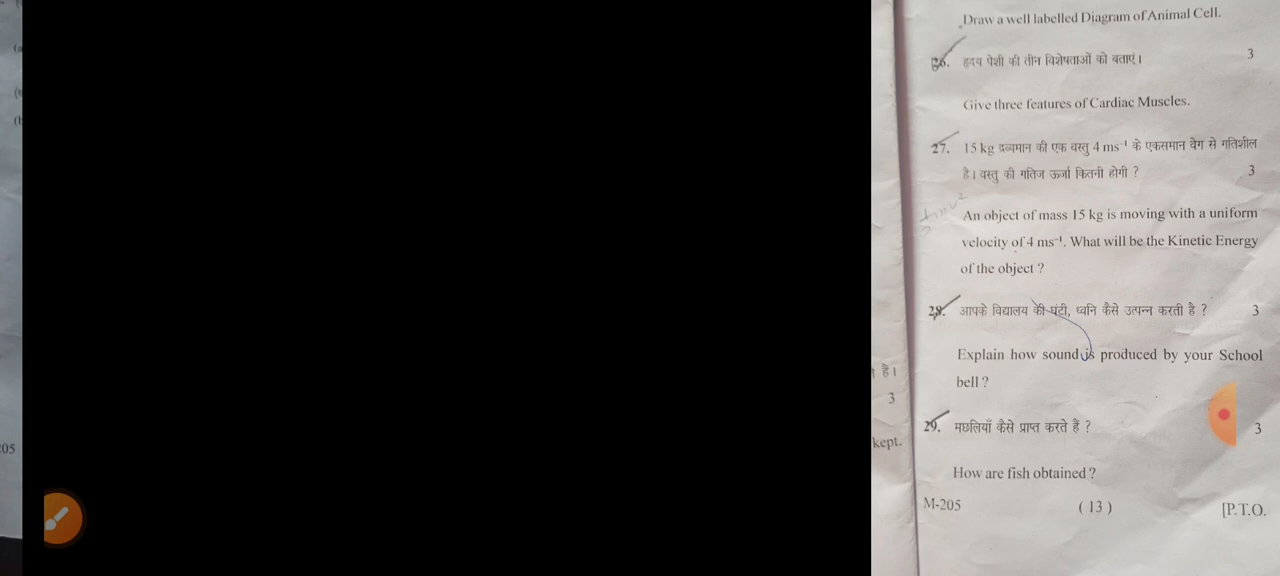 Draw a well labelled Diagram of Animal Cell.
26. हृदय पेशी की तीन विशेषताओं को बताएं। 3
Give three features of Cardiac Muscles.
27. 15 kg द्रव्यमान की एक वस्तु 4 ms⁻¹ के एकसमान वेग से गतिशील
है। वस्तु की गतिज ऊर्जा कितनी होगी ? 3
An object of mass 15 kg is moving with a uniform
velocity of 4 ms⁻¹. What will be the Kinetic Energy
of the object ?
28. आपके विद्यालय की घंटी, ध्वनि कैसे उत्पन्न करती है ? 3
Explain how sound is produced by your School
bell ?
29. मछलियाँ कैसे प्राप्त करते हैं ? 3
How are fish obtained ?
M-205 ( 13 ) [P.T.O.
हैं।
3
kept.
05